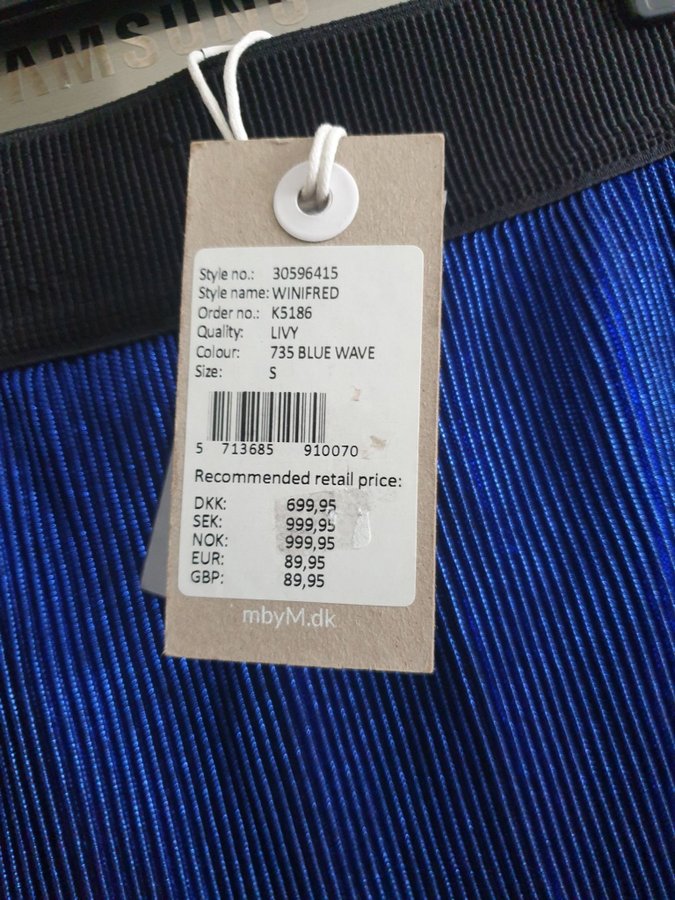 AMSUNG
Style no.: 30596415
Style name: WINIFRED
Order no.: K5186
Quality: LIVY
Colour: 735 BLUE WAVE
Size: S
5 713685 910070
Recommended retail price:
DKK: 699,95
SEK: 999,95
NOK: 999,95
EUR: 89,95
GBP: 89,95
mbyM.dk